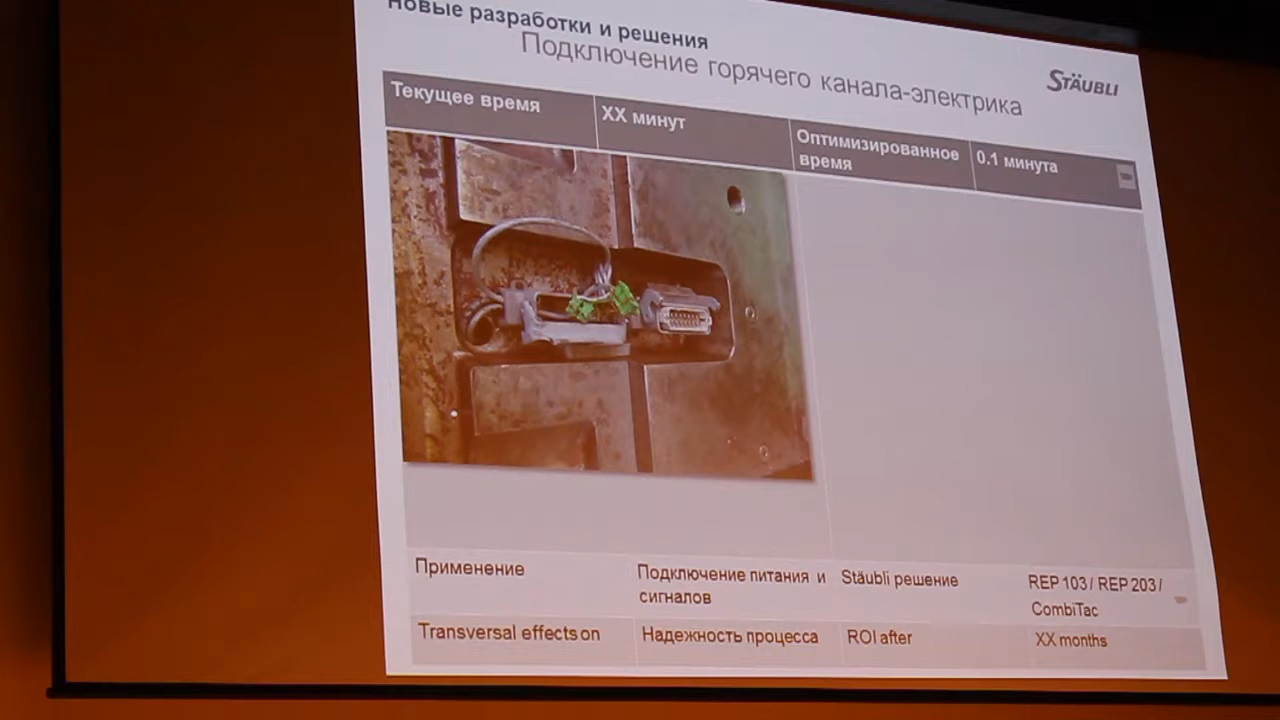 Новые разработки и решения
Подключение горячего канала-электрика
STÄUBLI
Текущее время
XX минут
Оптимизированное
время
0.1 минута
Применение
Подключение питания и
сигналов
Stäubli решение
REP 103 / REP 203 /
CombiTac
Transversal effects on
Надежность процесса
ROI after
XX months